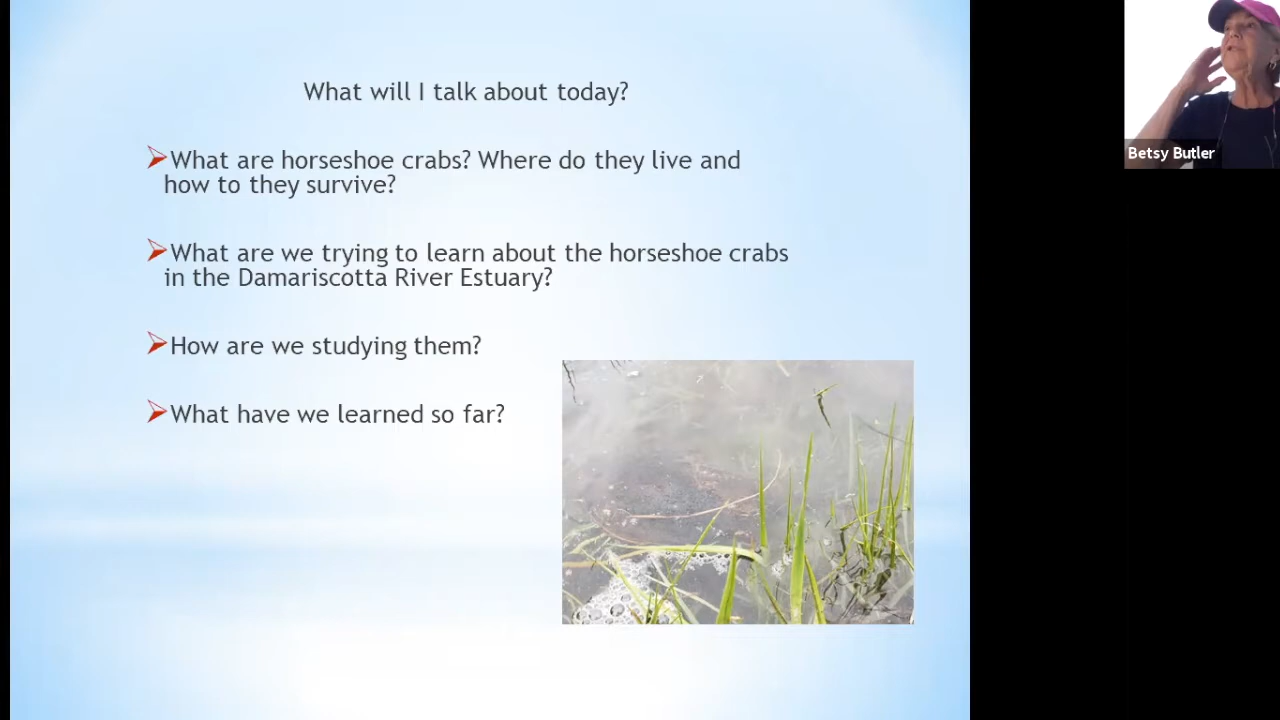 What will I talk about today?
What are horseshoe crabs? Where do they live and
how to they survive?
What are we trying to learn about the horseshoe crabs
in the Damariscotta River Estuary?
How are we studying them?
What have we learned so far?
Betsy Butler